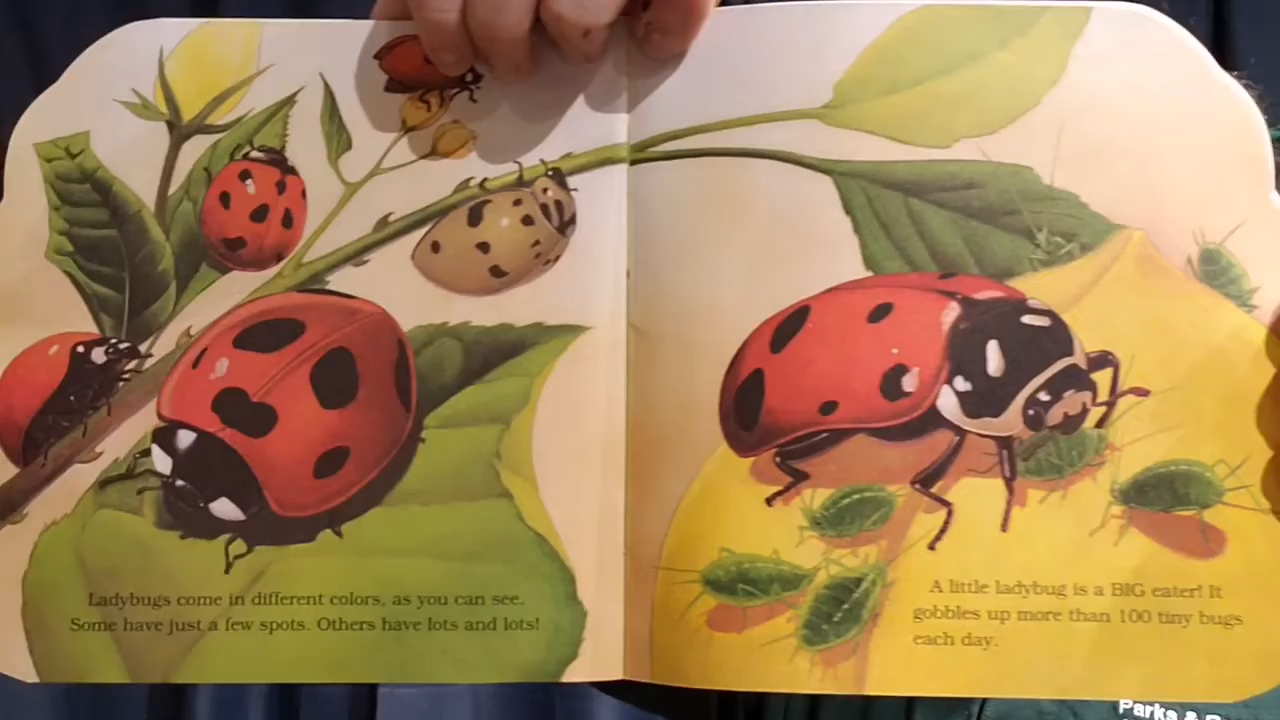 Ladybugs come in different colors, as you can see.
Some have just a few spots. Others have lots and lots!
A little ladybug is a BIG eater! It
gobbles up more than 100 tiny bugs
each day.
Parks &